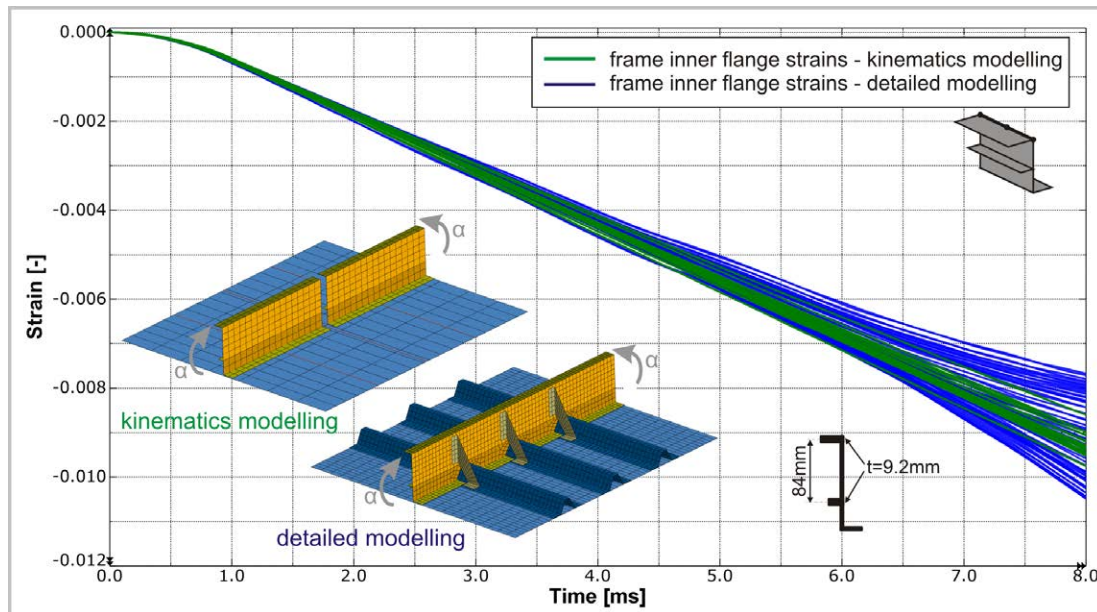 frame inner flange strains - kinematics modelling
frame inner flange strains - detailed modelling
0.000
-0.002
-0.004
-0.006
-0.008
-0.010
-0.012
Strain [-]
α
α
kinematics modelling
α
α
detailed modelling
84mm
t=9.2mm
0.0 1.0 2.0 3.0 4.0 5.0 6.0 7.0 8.0
Time [ms]